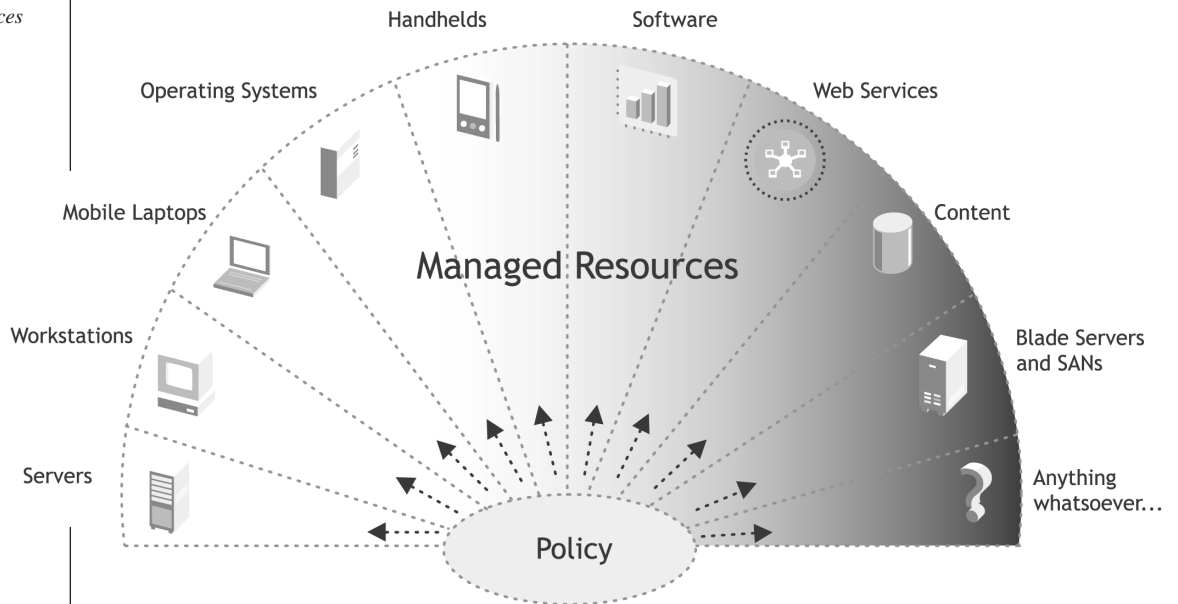 Handhelds
Software
Operating Systems
Web Services
Mobile Laptops
Content
Managed Resources
Workstations
Blade Servers
and SANs
Servers
Anything
whatsoever...
Policy